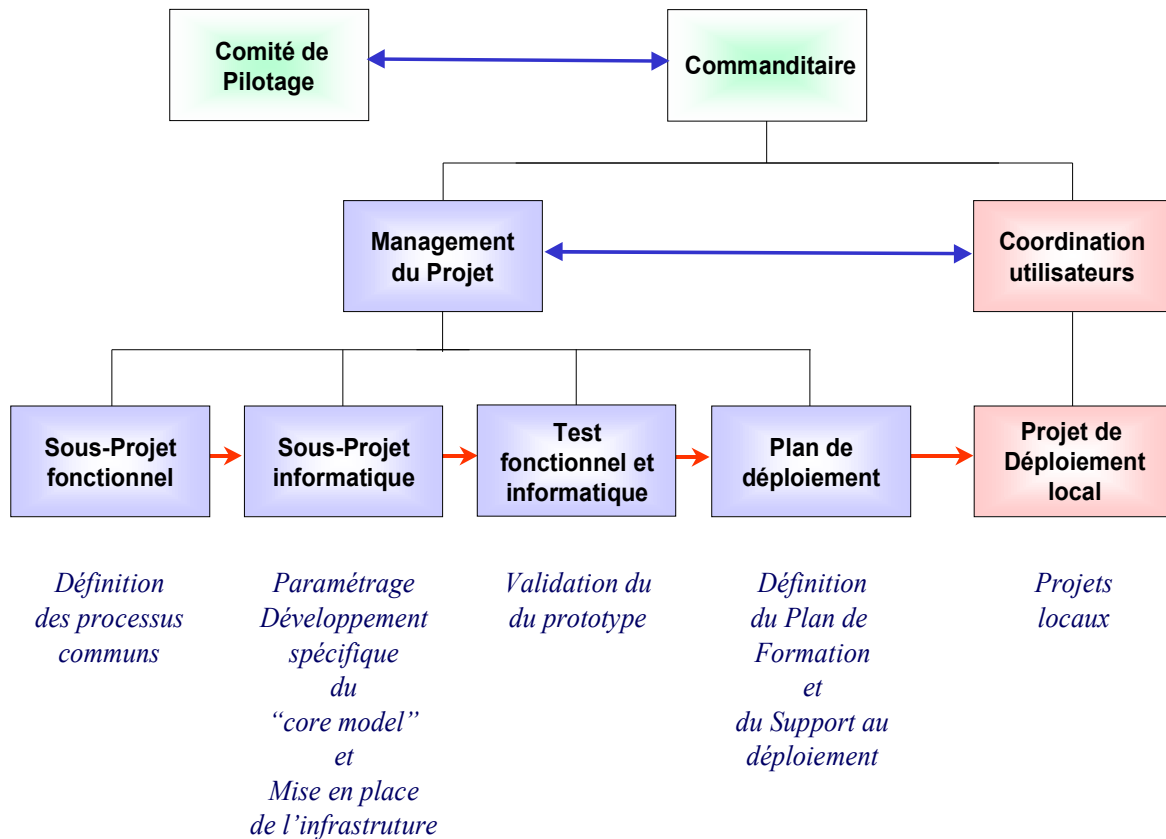 Comité de
Pilotage
Commanditaire
Management
du Projet
Coordination
utilisateurs
Sous-Projet
fonctionnel
Sous-Projet
informatique
Test
fonctionnel et
informatique
Plan de
déploiement
Projet de
Déploiement
local
Définition
des processus
communs
Paramétrage
Développement
spécifique
du
“core model”
et
Mise en place
de l’infrastruture
Validation du
du prototype
Définition
du Plan de
Formation
et
du Support au
déploiement
Projets
locaux